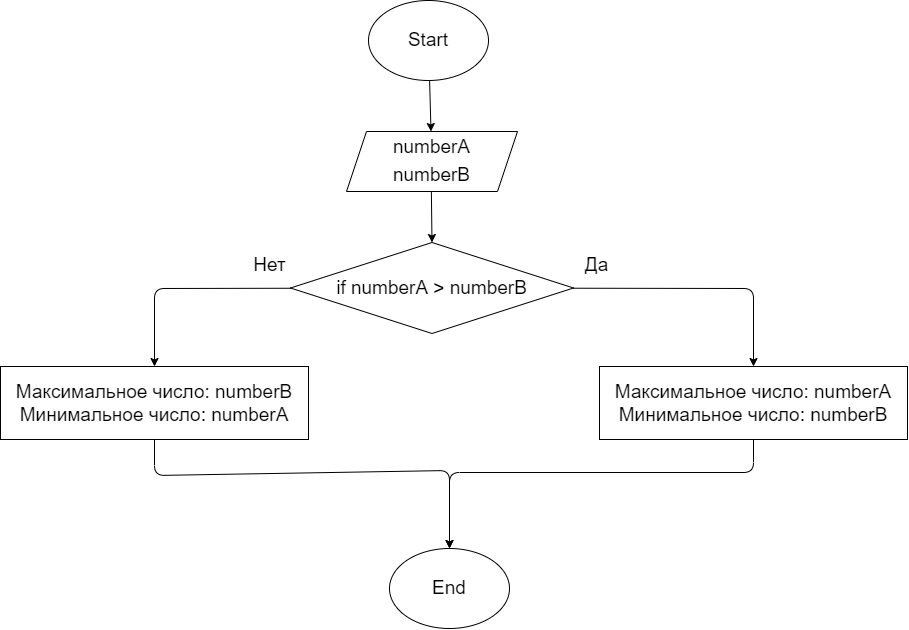 Start
numberA
numberB
Нет
Да
if numberA > numberB
Максимальное число: numberB
Минимальное число: numberA
Максимальное число: numberA
Минимальное число: numberB
End